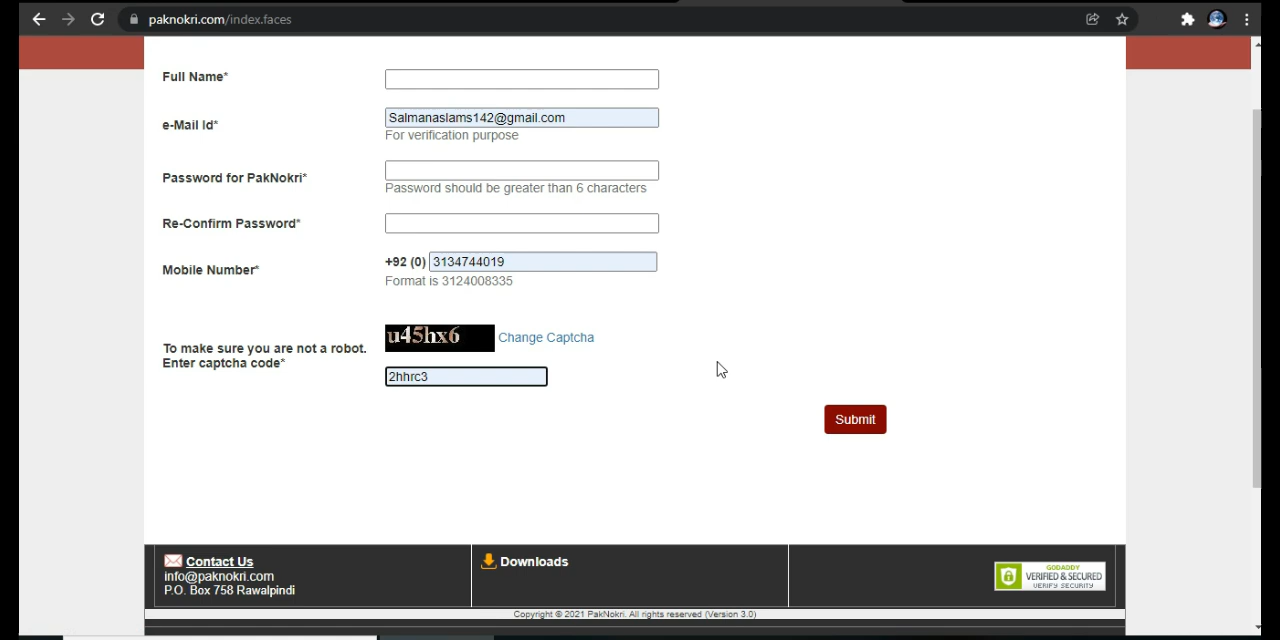 paknokri.com/index.faces
Full Name*
e-Mail Id*
Salmanaslams142@gmail.com
For verification purpose
Password for PakNokri*
Password should be greater than 6 characters
Re-Confirm Password*
Mobile Number*
+92 (0) 3134744019
Format is 3124008335
To make sure you are not a robot.
Enter captcha code*
u45hx6 Change Captcha
2hhrc3
Submit
Contact Us
info@paknokri.com
P.O. Box 758 Rawalpindi
Downloads
GODADDY
VERIFIED & SECURED
VERIFY SECURITY
Copyright © 2021 PakNokri. All rights reserved (Version 3.0)